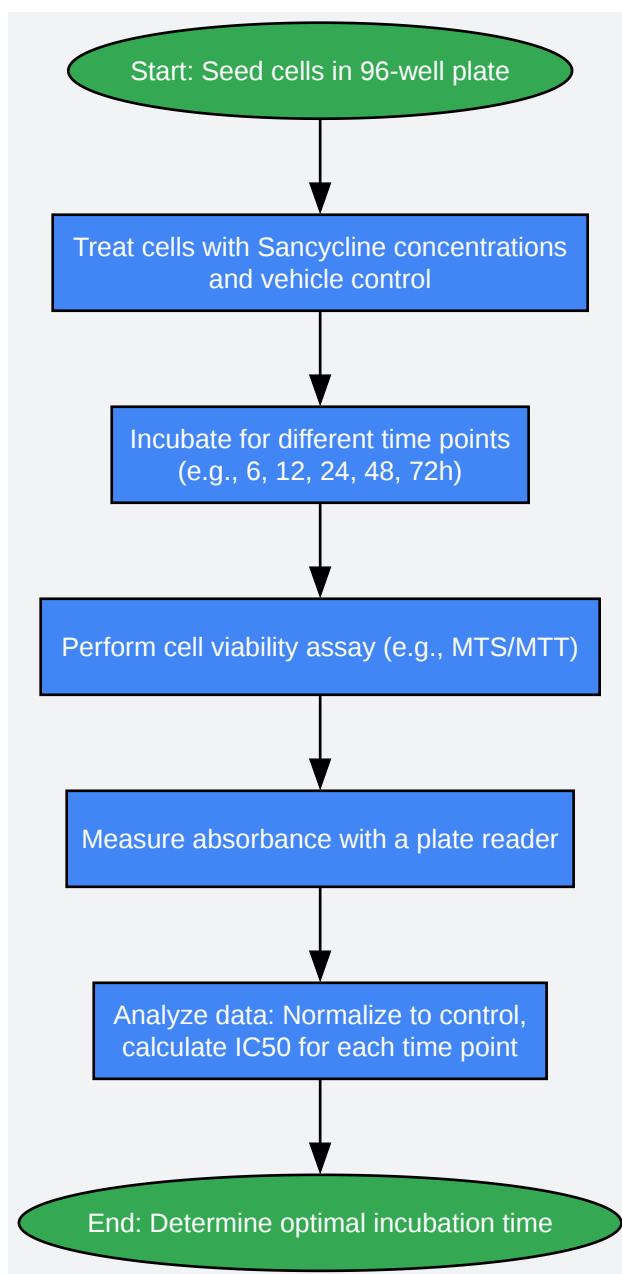 Start: Seed cells in 96-well plate
Treat cells with Sancycline concentrations
and vehicle control
Incubate for different time points
(e.g., 6, 12, 24, 48, 72h)
Perform cell viability assay (e.g., MTS/MTT)
Measure absorbance with a plate reader
Analyze data: Normalize to control,
calculate IC50 for each time point
End: Determine optimal incubation time